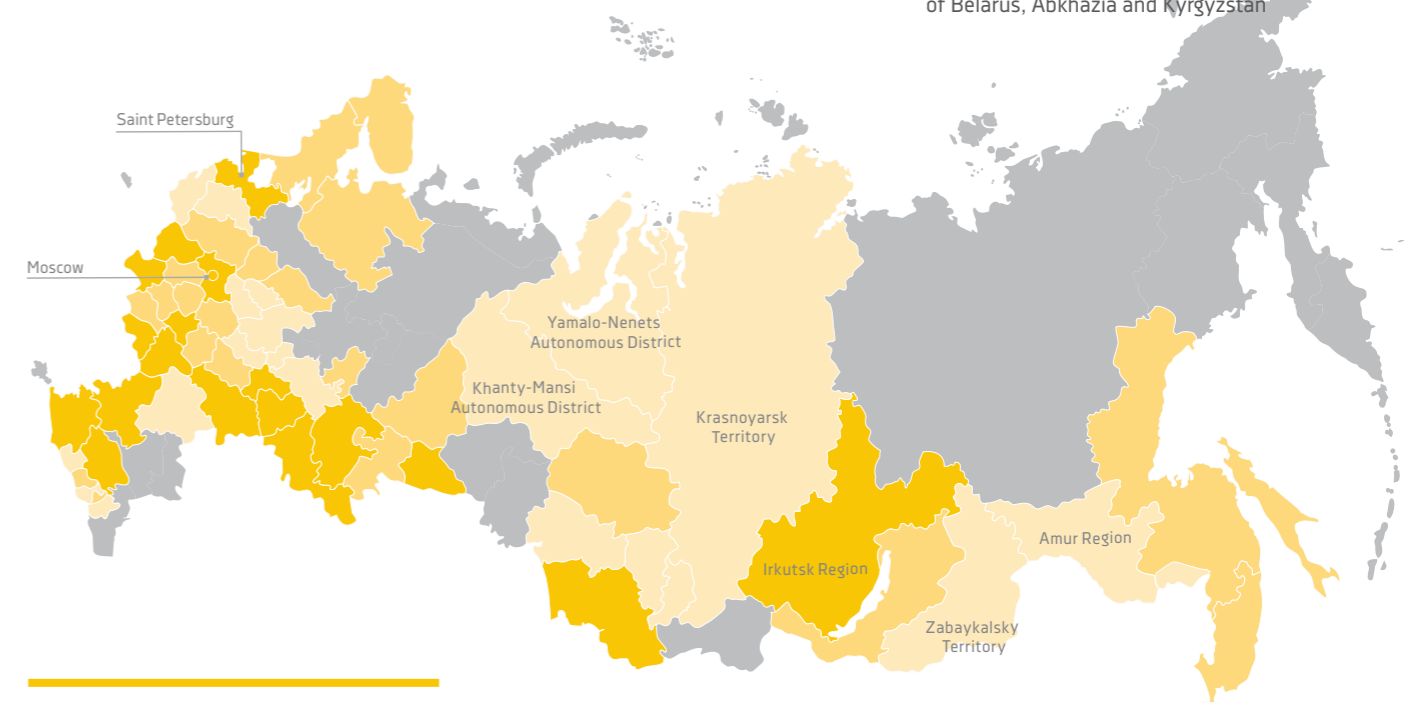 of Belarus, Abkhazia and Kyrgyzstan
Saint Petersburg
Moscow
Yamalo-Nenets
Autonomous District
Khanty-Mansi
Autonomous District
Krasnoyarsk
Territory
Amur Region
Irkutsk Region
Zabaykalsky
Territory